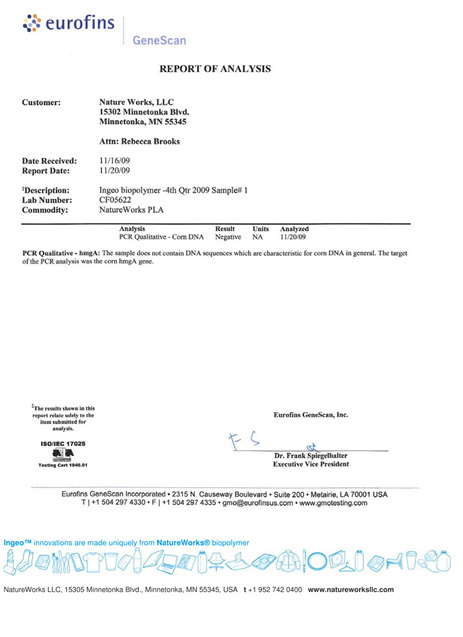 eurofins
GeneScan
REPORT OF ANALYSIS
Customer: Nature Works, LLC
15302 Minnetonka Blvd.
Minnetonka, MN 55345
Attn: Rebecca Brooks
Date Received: 11/16/09
Report Date: 11/20/09
‡Description: Ingeo biopolymer -4th Qtr 2009 Sample# 1
Lab Number: CF05622
Commodity: NatureWorks PLA
Analysis Result Units Analyzed
PCR Qualitative - Corn DNA Negative NA 11/20/09
PCR Qualitative - hmgA: The sample does not contain DNA sequences which are characteristic for corn DNA in general. The target
of the PCR analysis was the corn hmgA gene.
‡The results shown in this
report relate solely to the
item submitted for
analysis.
ISO/IEC 17025
Testing Cert 1940.01
Eurofins GeneScan, Inc.
F S
Dr. Frank Spiegelhalter
Executive Vice President
Eurofins GeneScan Incorporated • 2315 N. Causeway Boulevard • Suite 200 • Metairie, LA 70001 USA
T | +1 504 297 4330 • F | +1 504 297 4335 • gmo@eurofinsus.com • www.gmotesting.com
Ingeo™ innovations are made uniquely from NatureWorks® biopolymer
NatureWorks LLC, 15305 Minnetonka Blvd., Minnetonka, MN 55345, USA t +1 952 742 0400 www.natureworksllc.com